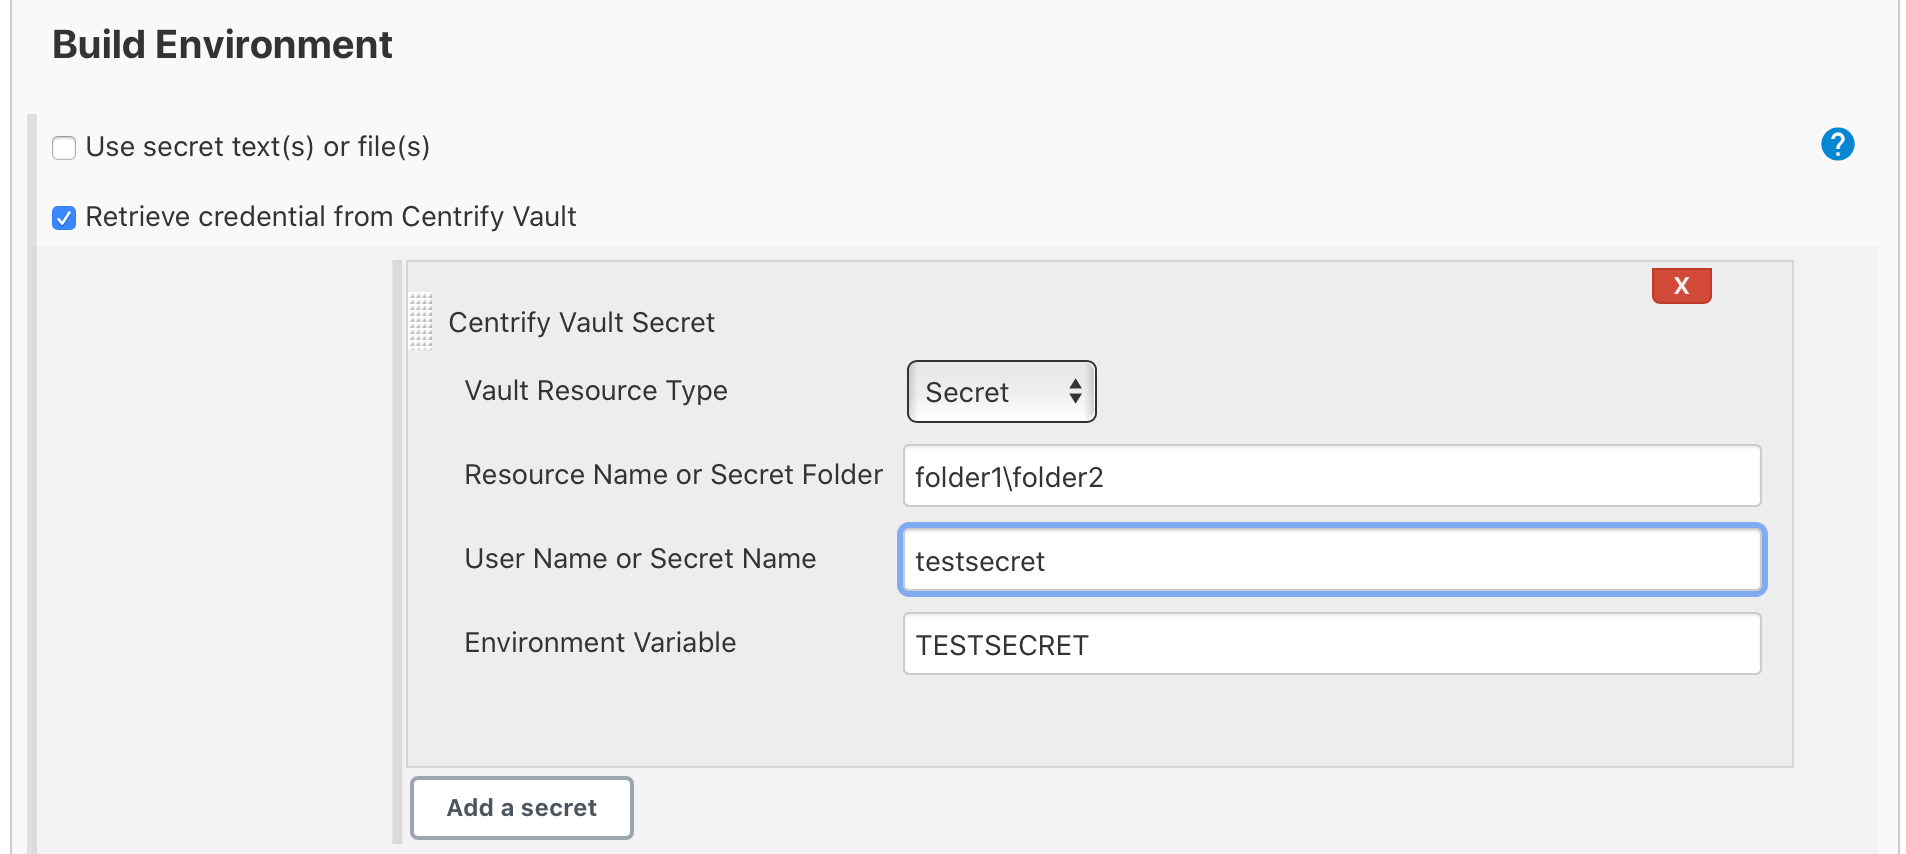 Build Environment
Use secret text(s) or file(s)
?
Retrieve credential from Centrify Vault
X
Centrify Vault Secret
Vault Resource Type Secret
Resource Name or Secret Folder folder1\folder2
User Name or Secret Name testsecret
Environment Variable TESTSECRET
Add a secret